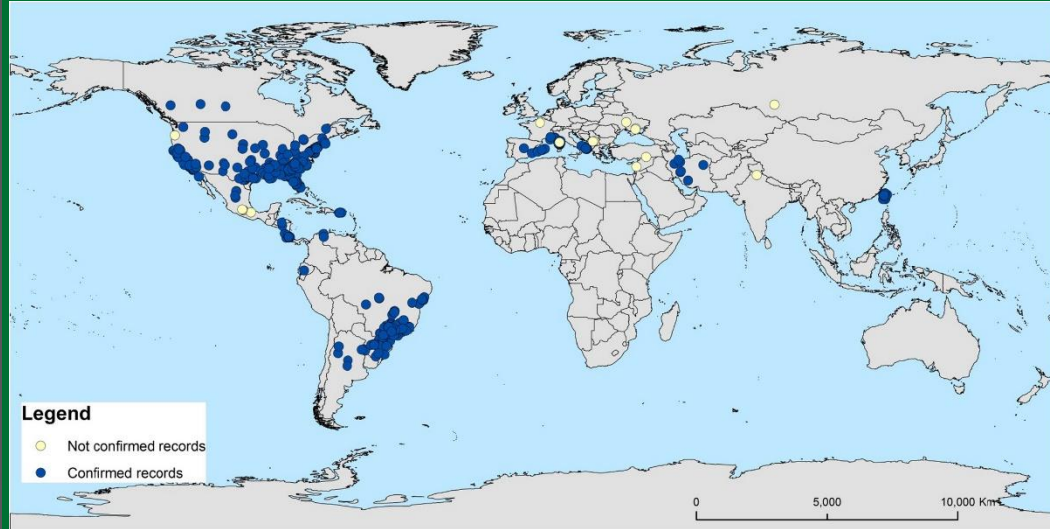 Legend
Not confirmed records
Confirmed records
0 5,000 10,000 Km